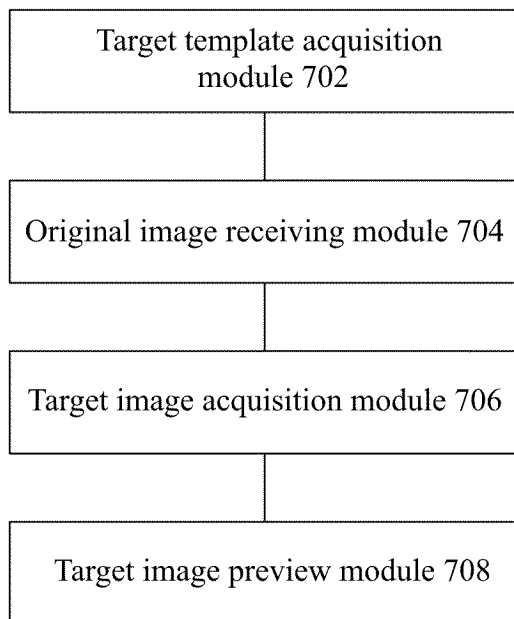 Target template acquisition
module 702
Original image receiving module 704
Target image acquisition module 706
Target image preview module 708